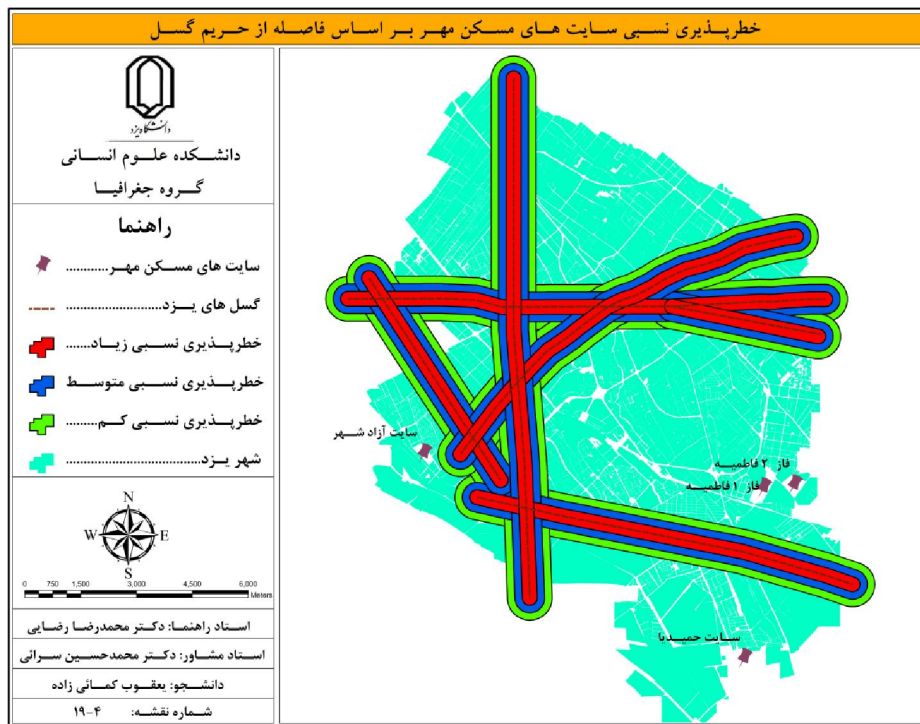 خطرپذیری نسبی سایت های مسکن مهر بر اساس فاصله از حریم گسل
دانشگاه یزد
دانشکده علوم انسانی
گروه جغرافیا
راهنما
سایت های مسکن مهر............
گسل های یزد......................
خطرپذیری نسبی زیاد.......
خطرپذیری نسبی متوسط
خطرپذیری نسبی کم.........
شهر یزد...................................
N
W E
S
0 750 1,500 3,000 4,500 6,000
Meters
استاد راهنما: دکتر محمدرضا رضایی
استاد مشاور: دکتر محمدحسین سرائی
دانشجو: یعقوب کمائی زاده
شماره نقشه: ۴-۱۹
سایت آزاد شهر
فاز ۲ فاطمیه
فاز ۱ فاطمیه
سایت حمیدیا